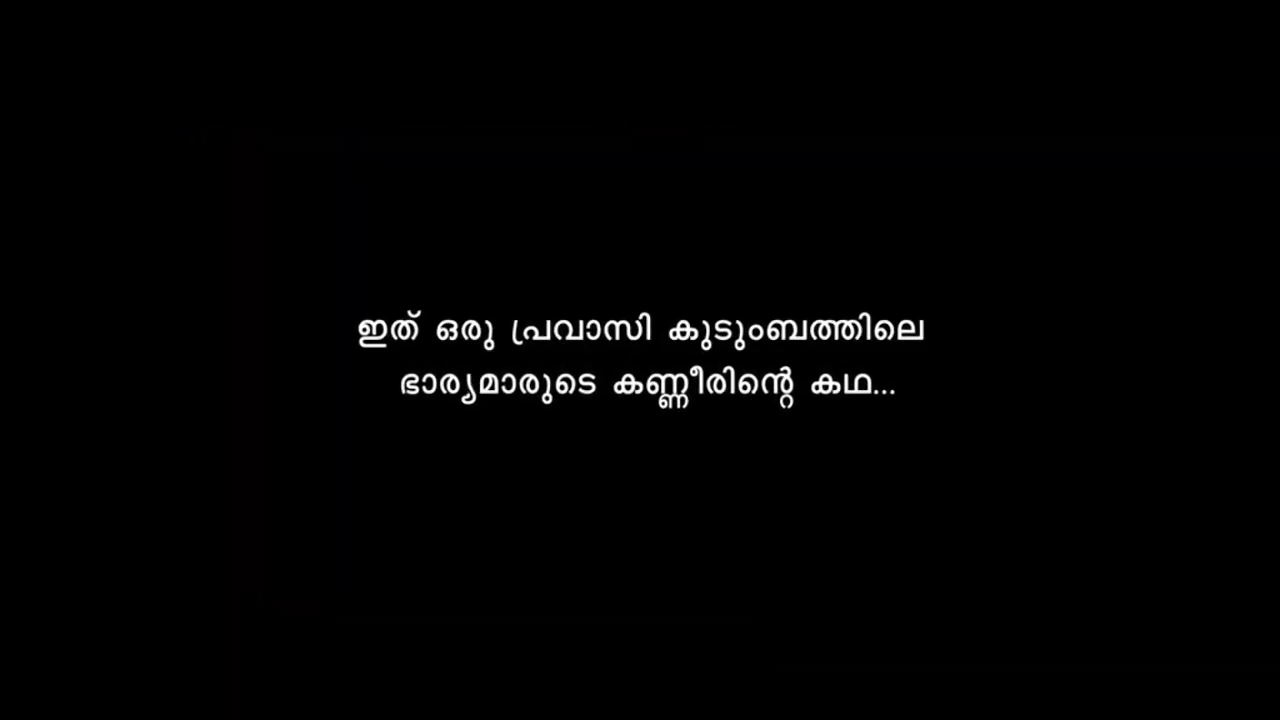 ഇത് ഒരു പ്രവാസി കുടുംബത്തിലെ
ഭാര്യമാരുടെ കണ്ണീരിന്റെ കഥ...